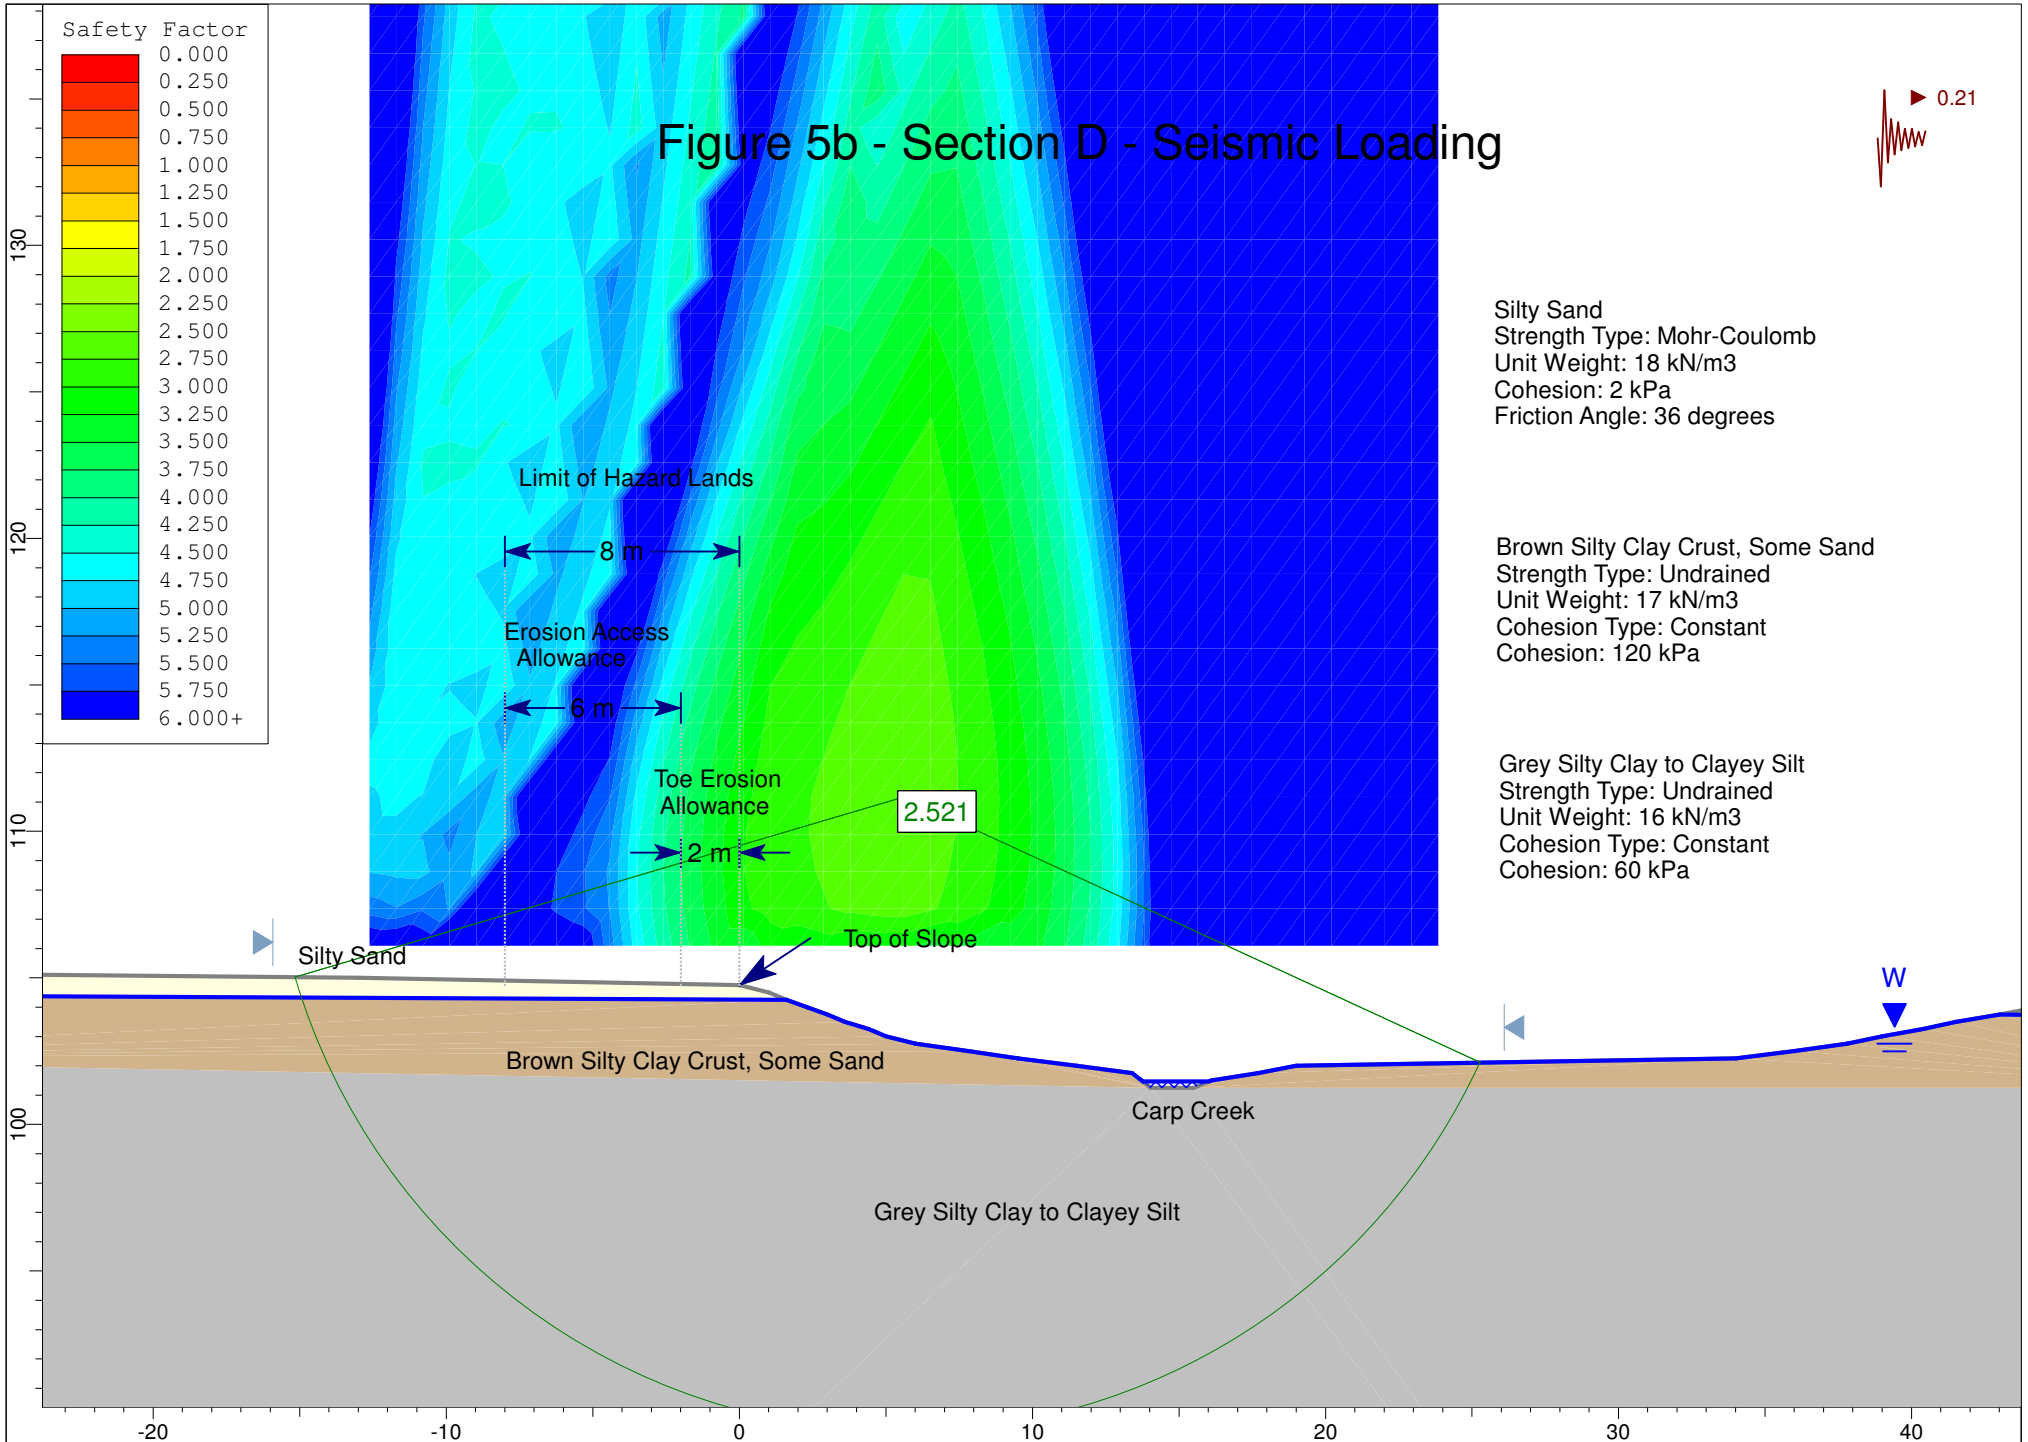 Safety Factor
0.000
0.250
0.500
0.750
1.000
1.250
1.500
1.750
2.000
2.250
2.500
2.750
3.000
3.250
3.500
3.750
4.000
4.250
4.500
4.750
5.000
5.250
5.500
5.750
6.000+
Figure 5b - Section D - Seismic Loading
0.21
Silty Sand
Strength Type: Mohr-Coulomb
Unit Weight: 18 kN/m3
Cohesion: 2 kPa
Friction Angle: 36 degrees
Brown Silty Clay Crust, Some Sand
Strength Type: Undrained
Unit Weight: 17 kN/m3
Cohesion Type: Constant
Cohesion: 120 kPa
Grey Silty Clay to Clayey Silt
Strength Type: Undrained
Unit Weight: 16 kN/m3
Cohesion Type: Constant
Cohesion: 60 kPa
Limit of Hazard Lands
8 m
Erosion Access
Allowance
6 m
Toe Erosion
Allowance
2 m
2.521
Top of Slope
Silty Sand
W
Brown Silty Clay Crust, Some Sand
Carp Creek
Grey Silty Clay to Clayey Silt
130
120
110
100
-20
-10
0
10
20
30
40